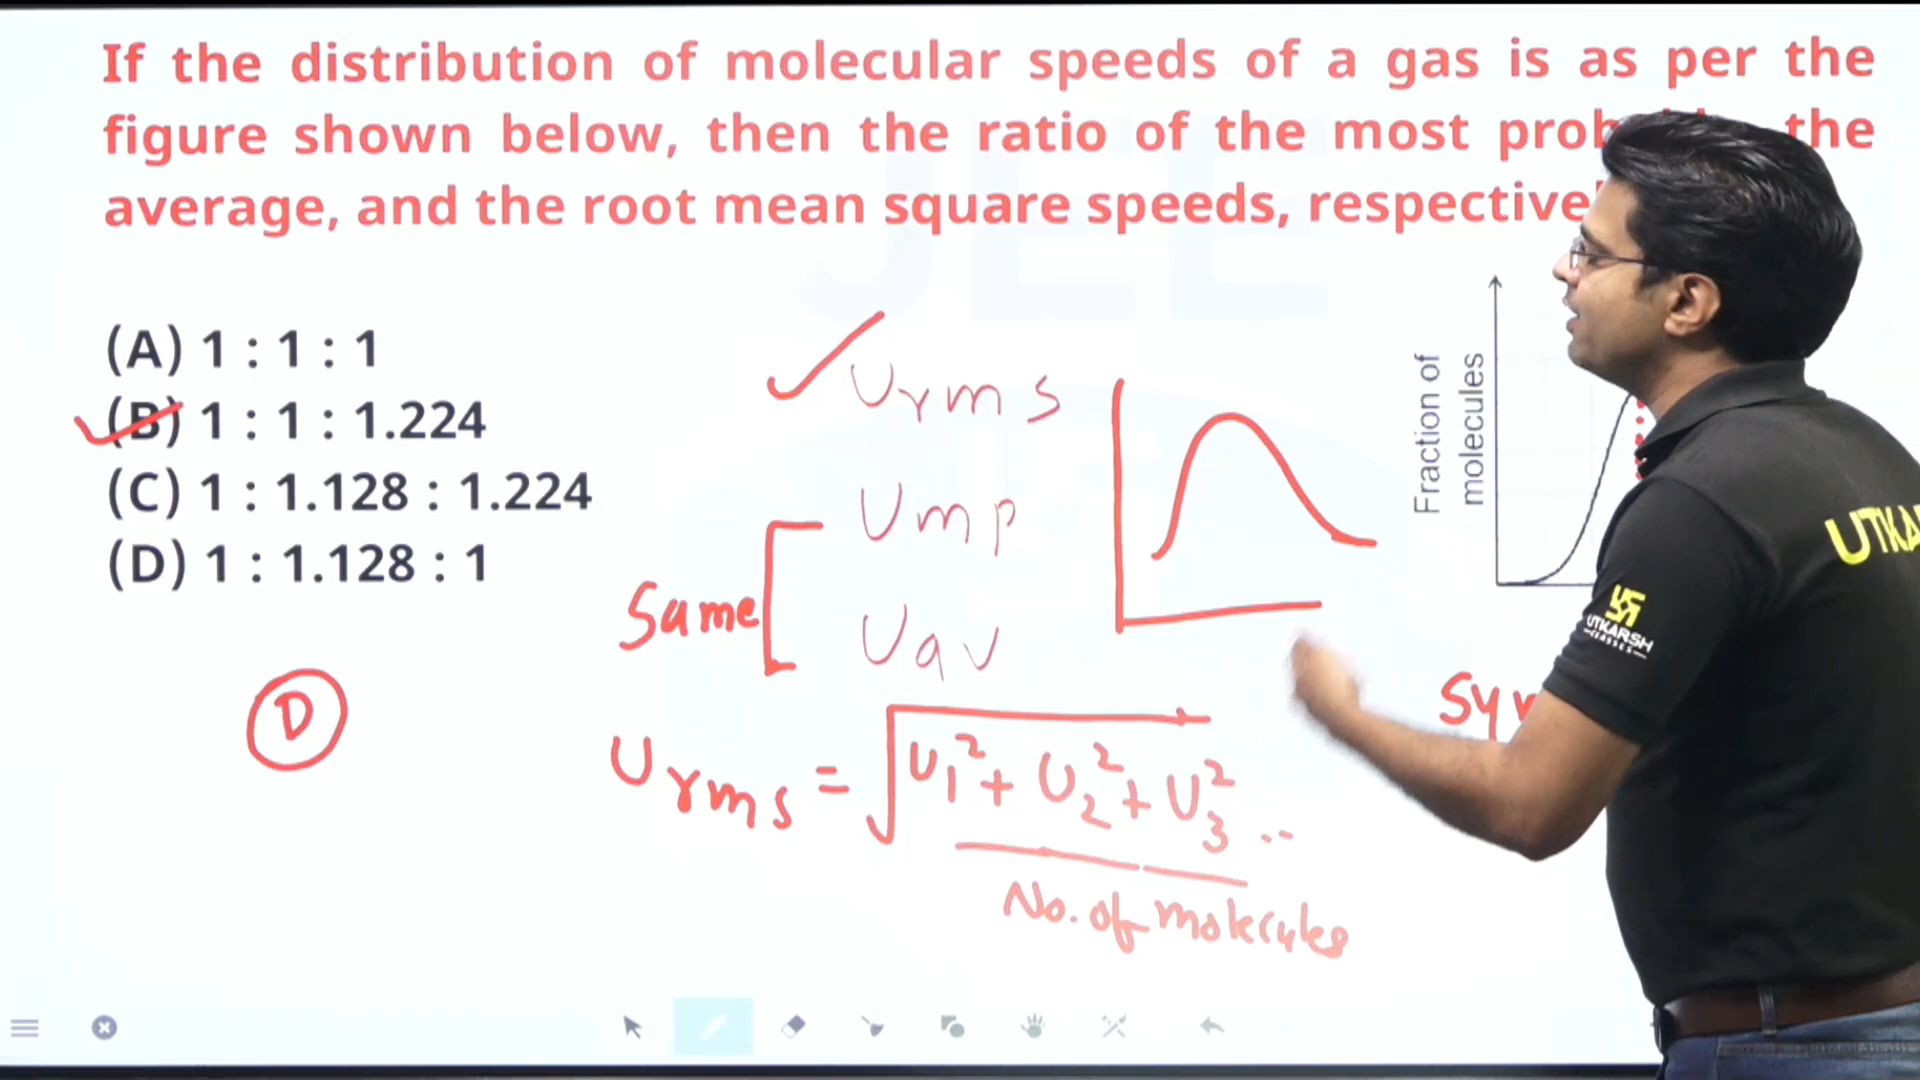 If the distribution of molecular speeds of a gas is as per the
figure shown below, then the ratio of the most the
average, and the root mean square speeds,
(A) 1 : 1 : 1
(B) 1 : 1 : 1.224
(C) 1 : 1.128 : 1.224
(D) 1 : 1.128 : 1
Urms
Ump
Uav
Same
D
Urms = √U₁² + U₂² + U₃² ..
No. of molecules
Fraction of
molecules
UTKARSH
CLASSES